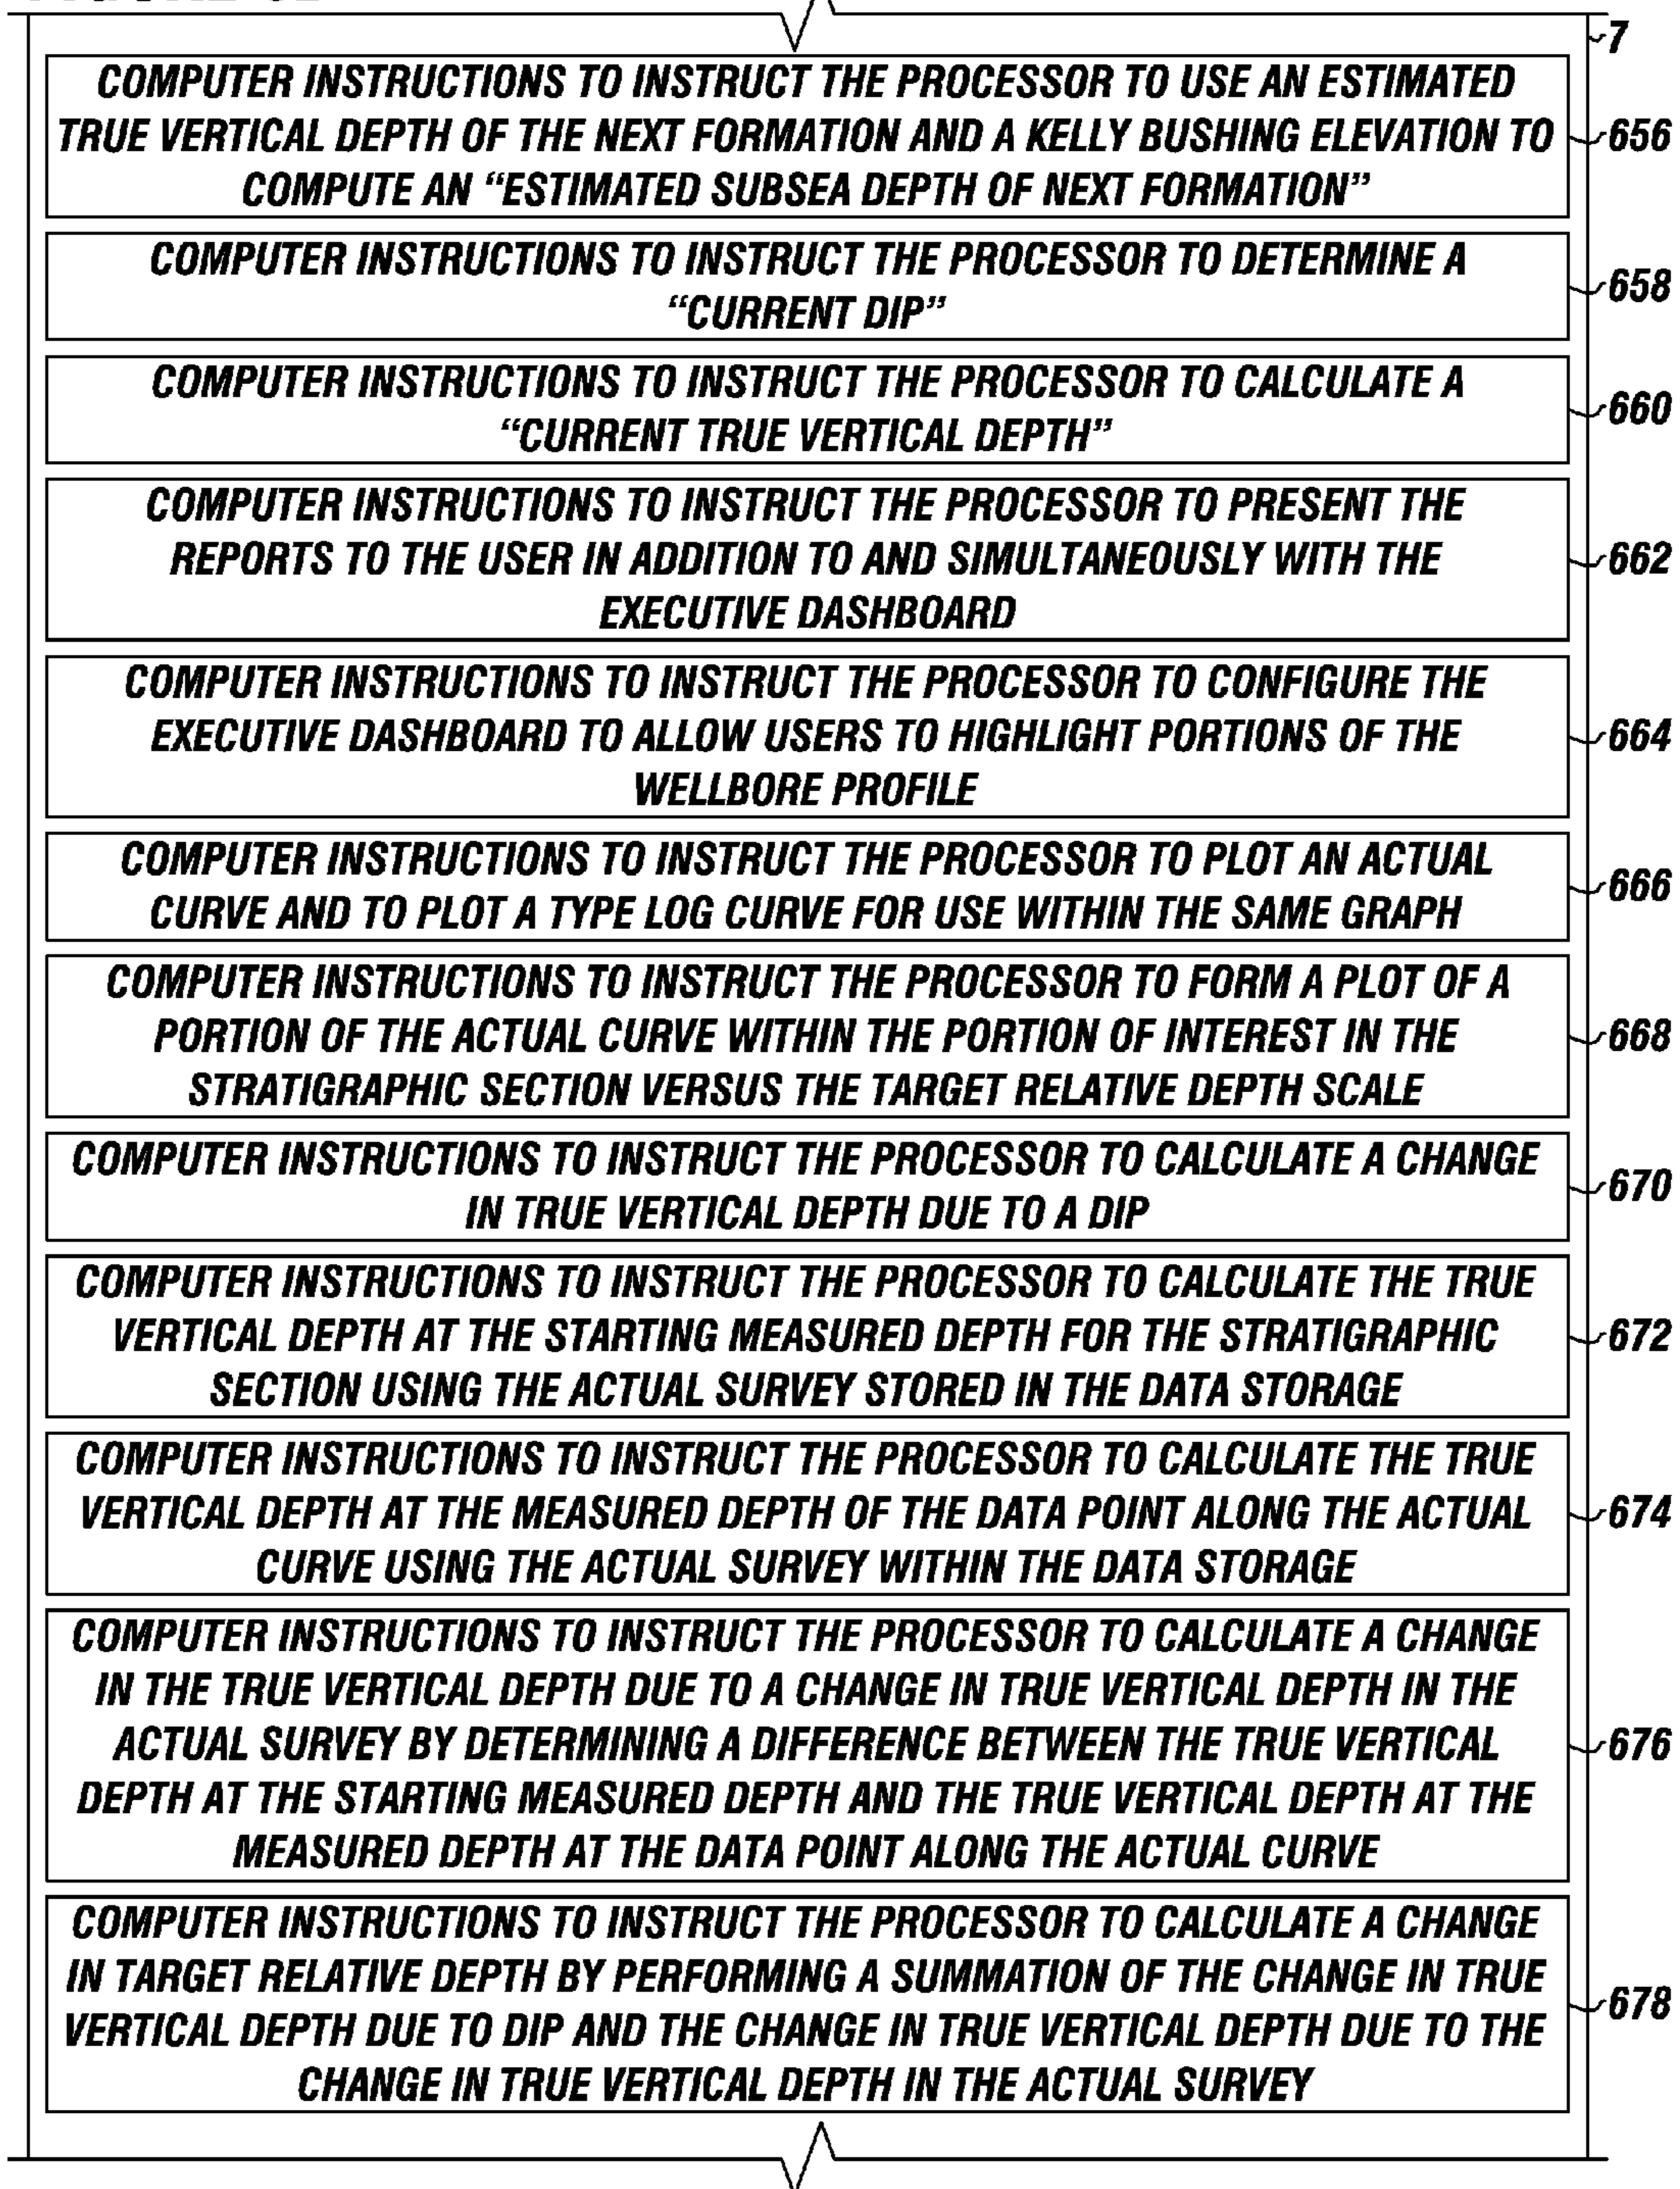 7
COMPUTER INSTRUCTIONS TO INSTRUCT THE PROCESSOR TO USE AN ESTIMATED
TRUE VERTICAL DEPTH OF THE NEXT FORMATION AND A KELLY BUSHING ELEVATION TO
COMPUTE AN “ESTIMATED SUBSEA DEPTH OF NEXT FORMATION”
656
COMPUTER INSTRUCTIONS TO INSTRUCT THE PROCESSOR TO DETERMINE A
“CURRENT DIP”
658
COMPUTER INSTRUCTIONS TO INSTRUCT THE PROCESSOR TO CALCULATE A
“CURRENT TRUE VERTICAL DEPTH”
660
COMPUTER INSTRUCTIONS TO INSTRUCT THE PROCESSOR TO PRESENT THE
REPORTS TO THE USER IN ADDITION TO AND SIMULTANEOUSLY WITH THE
EXECUTIVE DASHBOARD
662
COMPUTER INSTRUCTIONS TO INSTRUCT THE PROCESSOR TO CONFIGURE THE
EXECUTIVE DASHBOARD TO ALLOW USERS TO HIGHLIGHT PORTIONS OF THE
WELLBORE PROFILE
664
COMPUTER INSTRUCTIONS TO INSTRUCT THE PROCESSOR TO PLOT AN ACTUAL
CURVE AND TO PLOT A TYPE LOG CURVE FOR USE WITHIN THE SAME GRAPH
666
COMPUTER INSTRUCTIONS TO INSTRUCT THE PROCESSOR TO FORM A PLOT OF A
PORTION OF THE ACTUAL CURVE WITHIN THE PORTION OF INTEREST IN THE
STRATIGRAPHIC SECTION VERSUS THE TARGET RELATIVE DEPTH SCALE
668
COMPUTER INSTRUCTIONS TO INSTRUCT THE PROCESSOR TO CALCULATE A CHANGE
IN TRUE VERTICAL DEPTH DUE TO A DIP
670
COMPUTER INSTRUCTIONS TO INSTRUCT THE PROCESSOR TO CALCULATE THE TRUE
VERTICAL DEPTH AT THE STARTING MEASURED DEPTH FOR THE STRATIGRAPHIC
SECTION USING THE ACTUAL SURVEY STORED IN THE DATA STORAGE
672
COMPUTER INSTRUCTIONS TO INSTRUCT THE PROCESSOR TO CALCULATE THE TRUE
VERTICAL DEPTH AT THE MEASURED DEPTH OF THE DATA POINT ALONG THE ACTUAL
CURVE USING THE ACTUAL SURVEY WITHIN THE DATA STORAGE
674
COMPUTER INSTRUCTIONS TO INSTRUCT THE PROCESSOR TO CALCULATE A CHANGE
IN THE TRUE VERTICAL DEPTH DUE TO A CHANGE IN TRUE VERTICAL DEPTH IN THE
ACTUAL SURVEY BY DETERMINING A DIFFERENCE BETWEEN THE TRUE VERTICAL
DEPTH AT THE STARTING MEASURED DEPTH AND THE TRUE VERTICAL DEPTH AT THE
MEASURED DEPTH AT THE DATA POINT ALONG THE ACTUAL CURVE
676
COMPUTER INSTRUCTIONS TO INSTRUCT THE PROCESSOR TO CALCULATE A CHANGE
IN TARGET RELATIVE DEPTH BY PERFORMING A SUMMATION OF THE CHANGE IN TRUE
VERTICAL DEPTH DUE TO DIP AND THE CHANGE IN TRUE VERTICAL DEPTH DUE TO THE
CHANGE IN TRUE VERTICAL DEPTH IN THE ACTUAL SURVEY
678